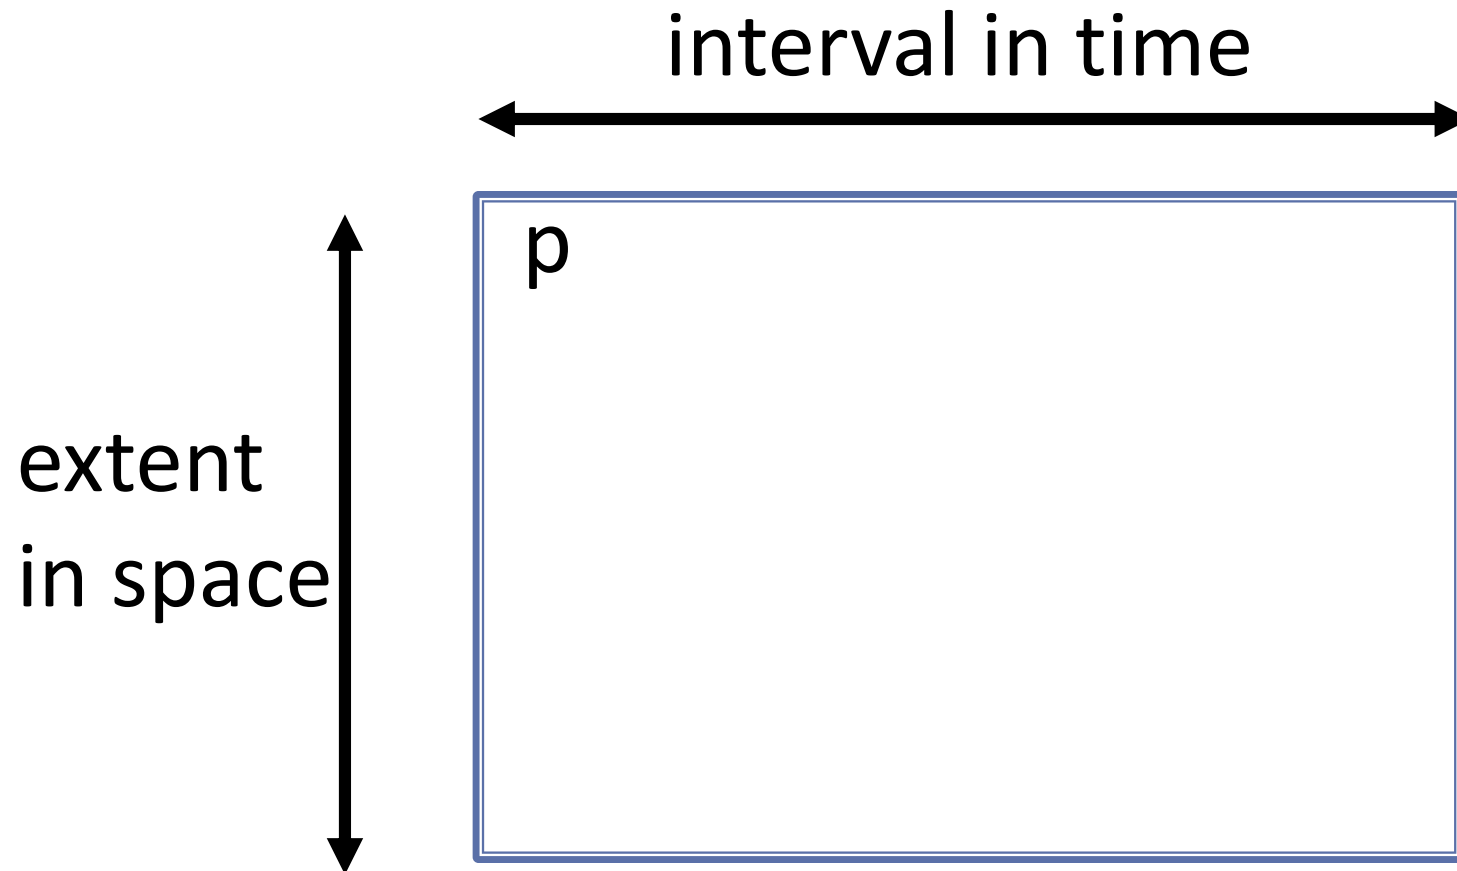 interval in time
p
extent
in space